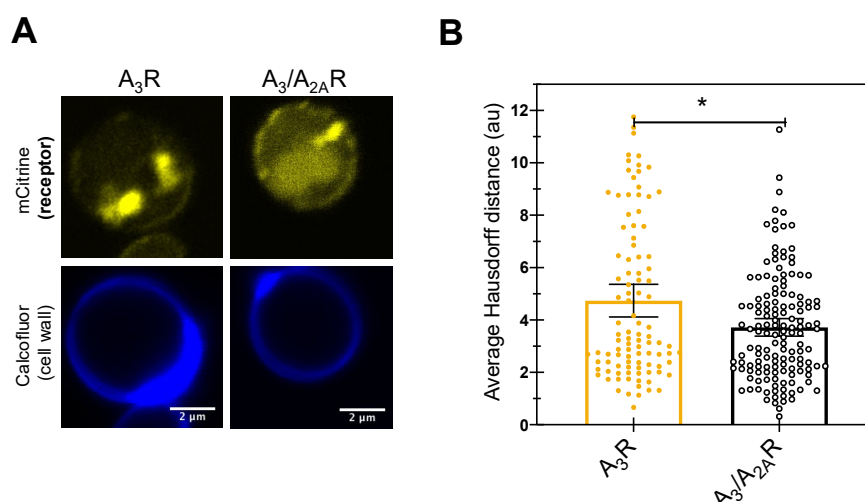 A
A₃R
A₃/A₂ₐR
mCitrine
(receptor)
Calcofluor
(cell wall)
2 µm
2 µm
B
*
Average Hausdorff distance (au)
12
10
8
6
4
2
0
A₃R
A₃/A₂ₐR